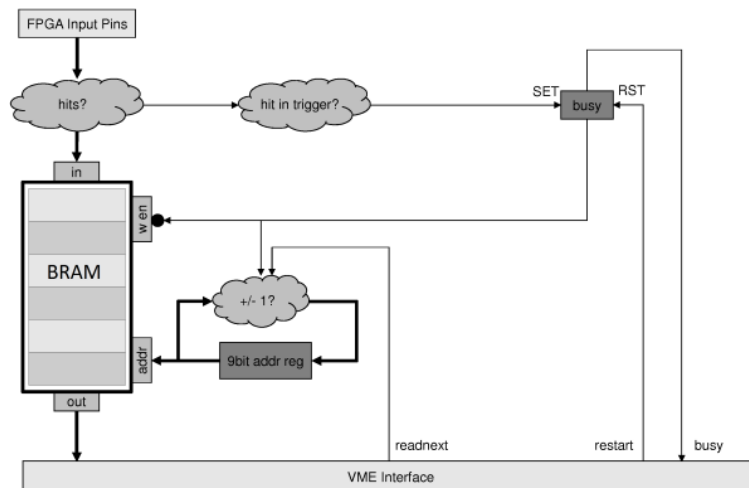 FPGA Input Pins
hits?
hit in trigger?
SET
busy
RST
in
w en
BRAM
+/- 1?
addr
9bit addr reg
out
readnext
restart
busy
VME Interface